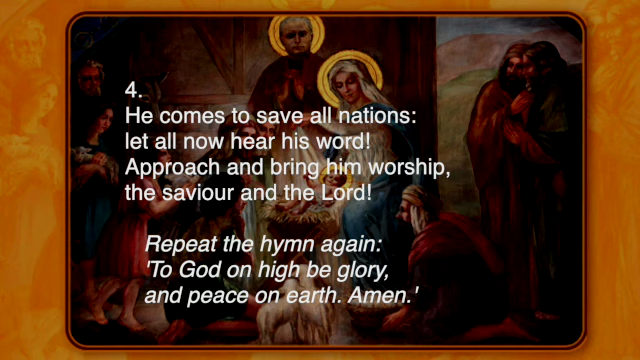 4.
He comes to save all nations:
let all now hear his word!
Approach and bring him worship,
the saviour and the Lord!
Repeat the hymn again:
'To God on high be glory,
and peace on earth. Amen.'